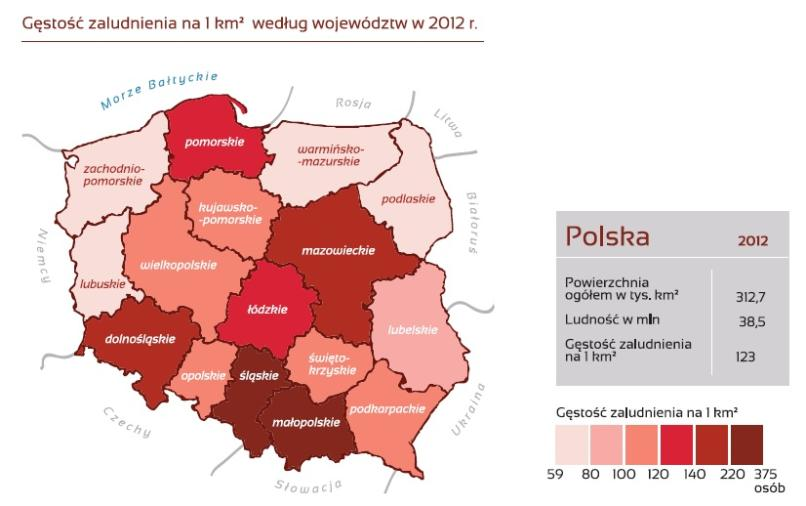 Gęstość zaludnienia na 1 km² według województw w 2012 r.
Morze Bałtyckie
Rosja
Litwa
pomorskie
warmińsko-
-mazurskie
zachodnio-
pomorskie
podlaskie
Białoruś
kujawsko-
-pomorskie
Niemcy
mazowieckie
wielkopolskie
lubuskie
łódzkie
dolnośląskie
lubelskie
święto-
krzyskie
opolskie
śląskie
podkarpackie
małopolskie
Ukraina
Czechy
Słowacja
Polska 2012
Powierzchnia
ogółem w tys. km² 312,7
Ludność w mln 38,5
Gęstość zaludnienia
na 1 km² 123
Gęstość zaludnienia na 1 km²
59 80 100 120 140 220 375
osób